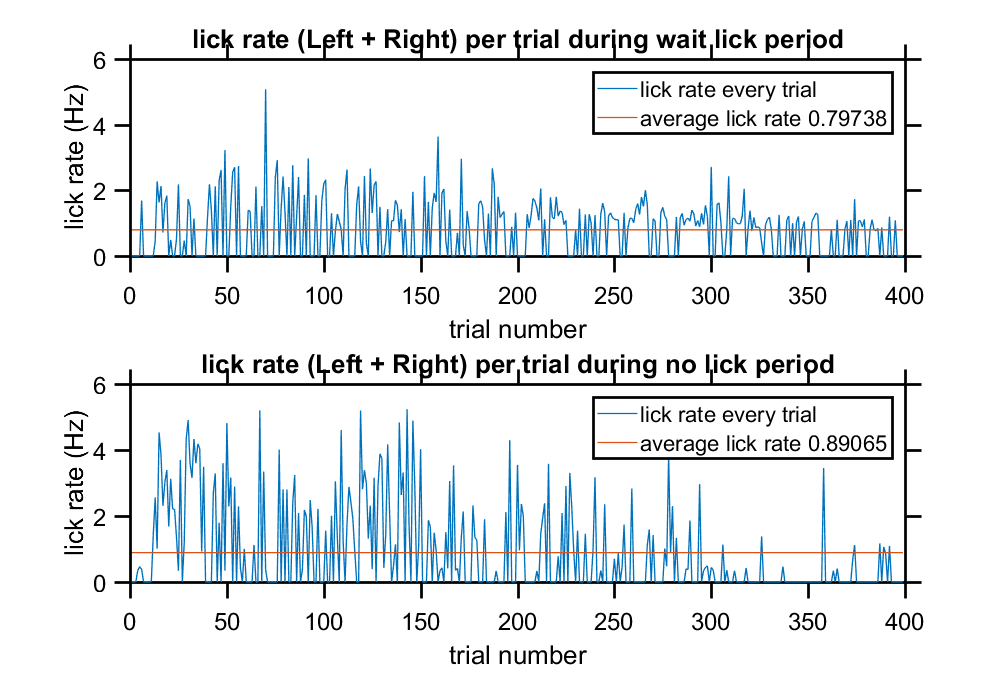 lick rate (Left + Right) per trial during wait lick period
6
4
2
0
lick rate (Hz)
lick rate every trial
average lick rate 0.79738
0 50 100 150 200 250 300 350 400
trial number
lick rate (Left + Right) per trial during no lick period
6
4
2
0
lick rate (Hz)
lick rate every trial
average lick rate 0.89065
0 50 100 150 200 250 300 350 400
trial number